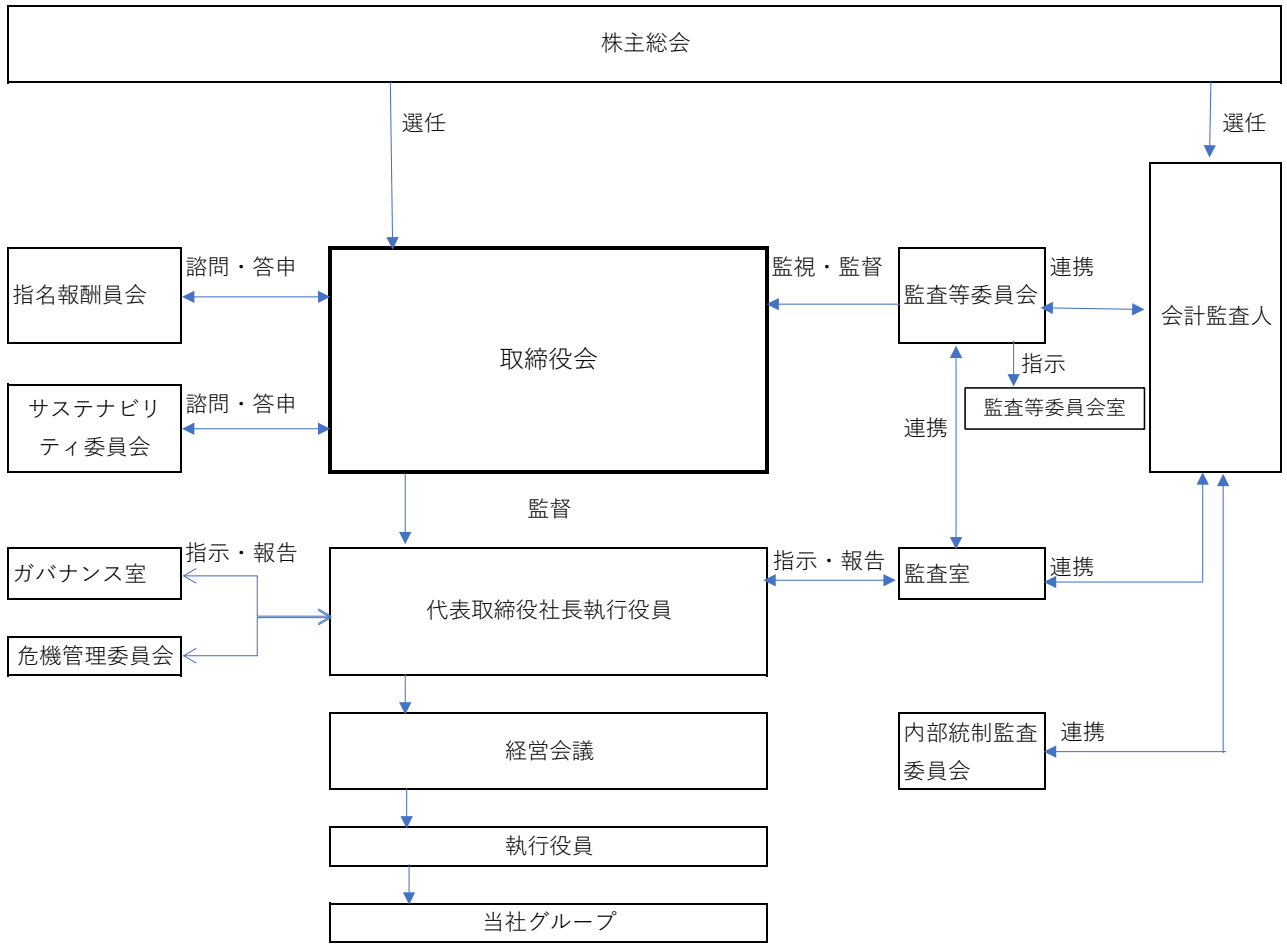 株主総会
選任
選任
指名報酬員会
諮問・答申
取締役会
監視・監督
監査等委員会
連携
会計監査人
指示
監査等委員会室
サステナビリ
ティ委員会
諮問・答申
連携
監督
ガバナンス室
指示・報告
代表取締役社長執行役員
指示・報告
監査室
連携
危機管理委員会
経営会議
内部統制監査
委員会
連携
執行役員
当社グループ